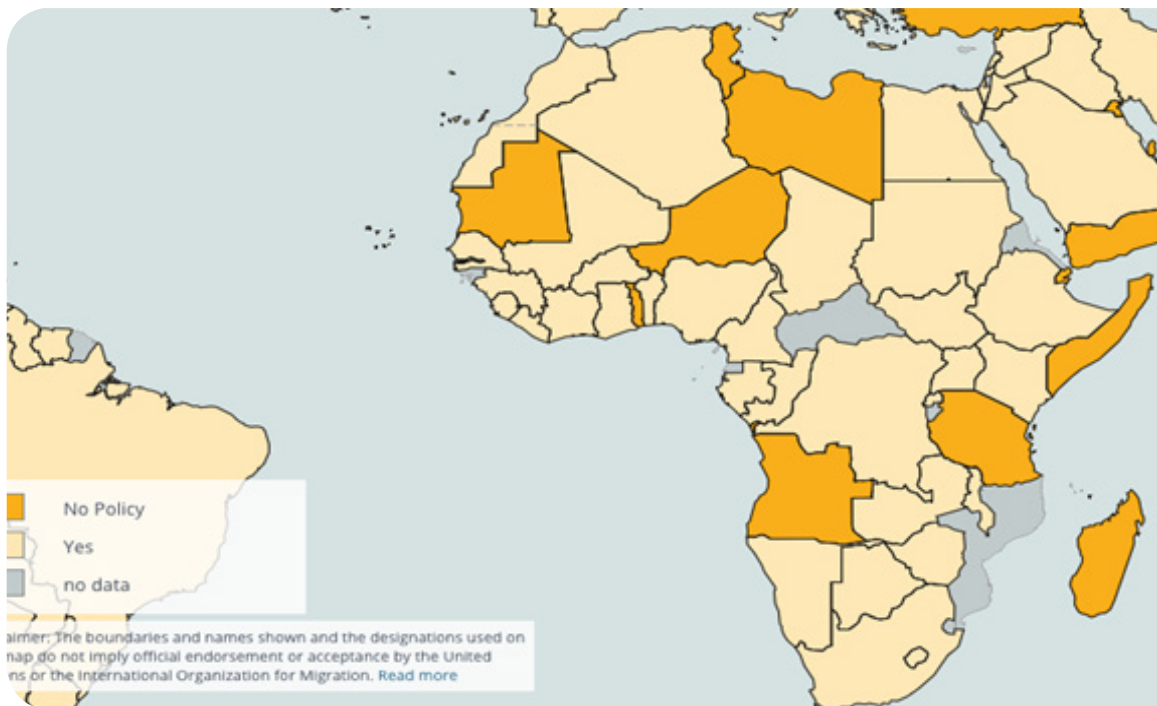 No Policy
Yes
no data
aimer: The boundaries and names shown and the designations used on
map do not imply official endorsement or acceptance by the United
ns or the International Organization for Migration. Read more